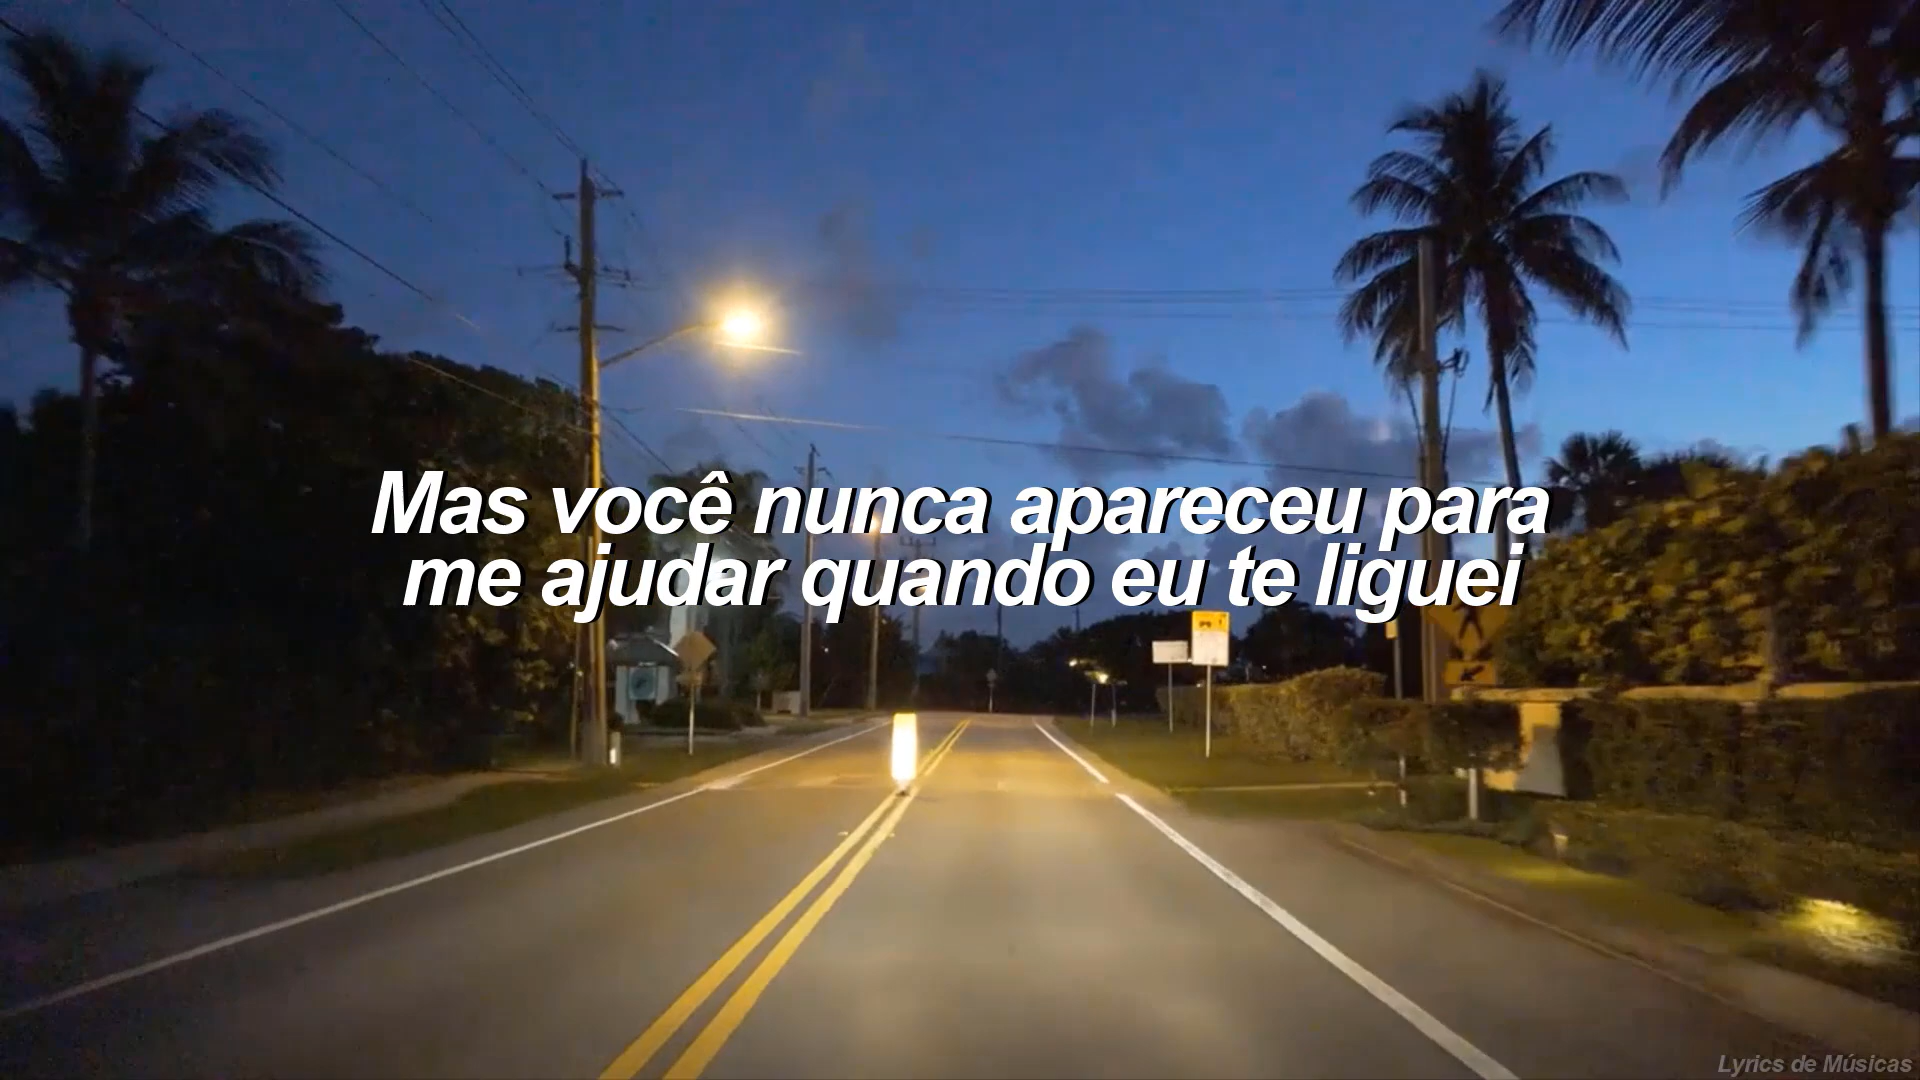 Mas você nunca apareceu para
me ajudar quando eu te liguei
Lyrics de Músicas